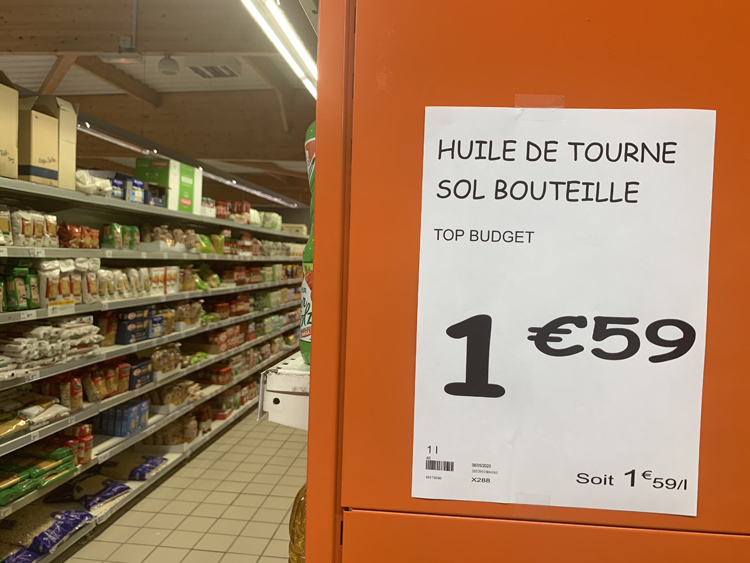 HUILE DE TOURNE
SOL BOUTEILLE
TOP BUDGET
1 €59
1 l
X288
Soit 1€59/l